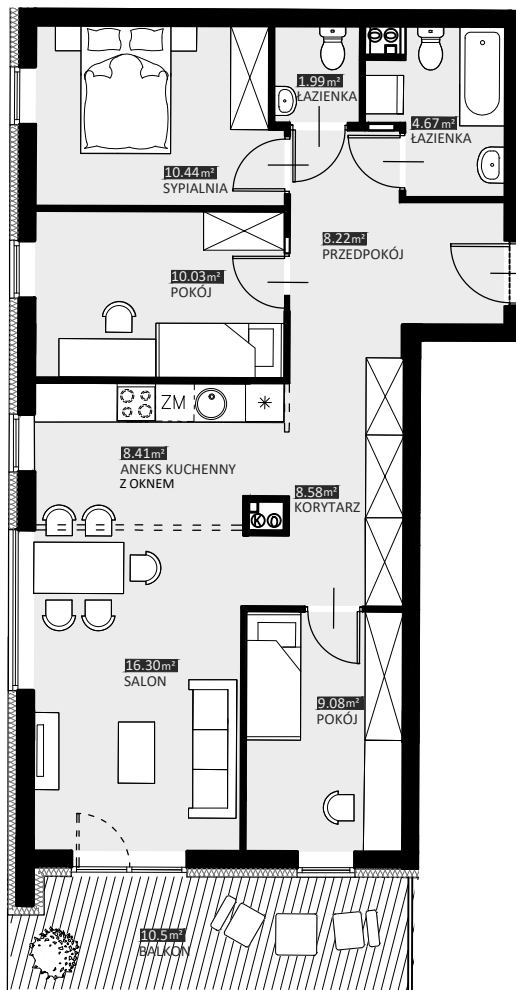 1.99m²
ŁAZIENKA
4.67m²
ŁAZIENKA
10.44m²
SYPIALNIA
8.22m²
PRZEDPOKÓJ
10.03m²
POKÓJ
ZM
8.41m²
ANEKS KUCHENNY
Z OKNEM
8.58m²
KORYTARZ
16.30m²
SALON
9.08m²
POKÓJ
10.5m²
BALKON